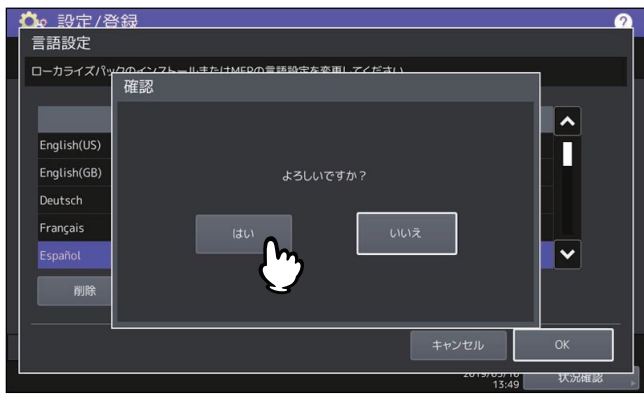 設定/登録
?
言語設定
ローカライズパックのインストールまたはMFPの言語設定を変更してください
確認
English(US)
English(GB)
Deutsch
Français
Español
よろしいですか？
はい
いいえ
削除
キャンセル
OK
13:49
状況確認